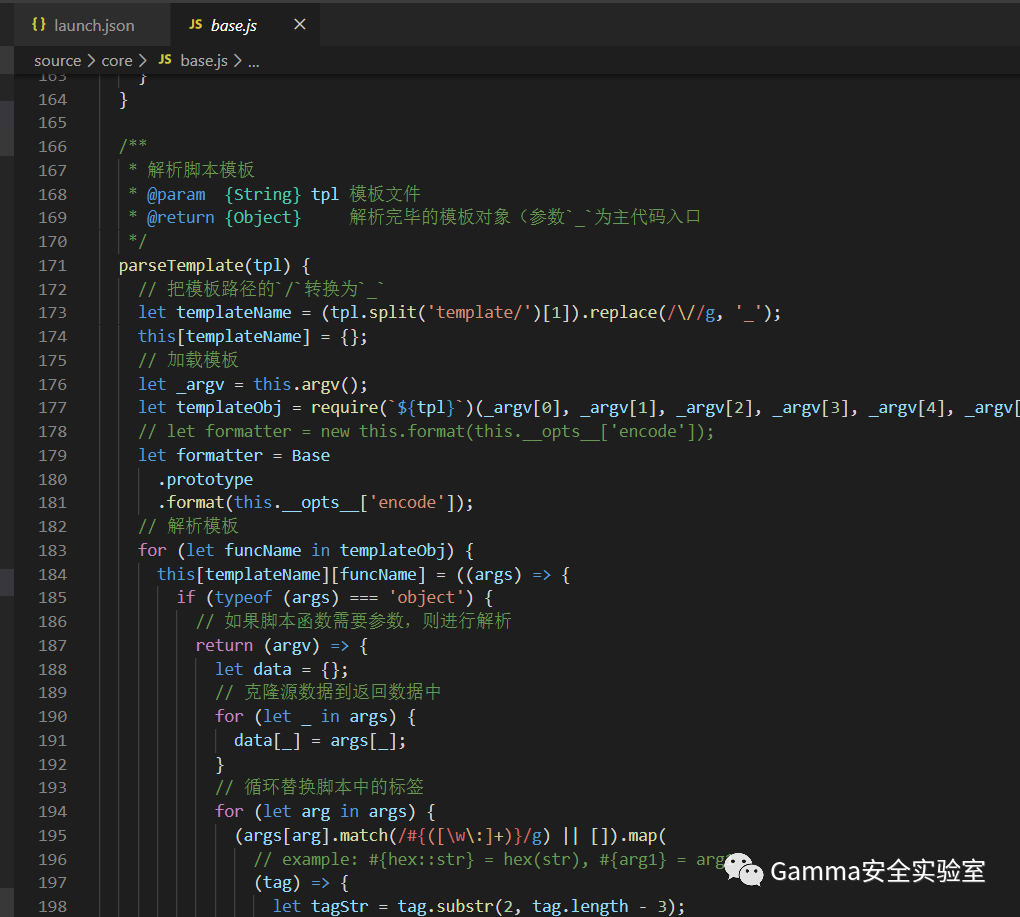 launch.json
JS base.js
source > core > JS base.js > ...
163 }
164 }
165
166 /**
167 * 解析脚本模板
168 * @param {String} tpl 模板文件
169 * @return {Object} 解析完毕的模板对象（参数`_`为主代码入口
170 */
171 parseTemplate(tpl) {
172 // 把模板路径的`/`转换为`_`
173 let templateName = (tpl.split('template/')[1]).replace(/\//g, '_');
174 this[templateName] = {};
175 // 加载模板
176 let _argv = this.argv();
177 let templateObj = require(`${tpl}`)(_argv[0], _argv[1], _argv[2], _argv[3], _argv[4], _argv[
178 // let formatter = new this.format(this.__opts__['encode']);
179 let formatter = Base
180 .prototype
181 .format(this.__opts__['encode']);
182 // 解析模板
183 for (let funcName in templateObj) {
184 this[templateName][funcName] = ((args) => {
185 if (typeof (args) === 'object') {
186 // 如果脚本函数需要参数，则进行解析
187 return (argv) => {
188 let data = {};
189 // 克隆源数据到返回数据中
190 for (let _ in args) {
191 data[_] = args[_];
192 }
193 // 循环替换脚本中的标签
194 for (let arg in args) {
195 (args[arg].match(/#{([\w\:]+)}/g) || []).map(
196 // example: #{hex::str} = hex(str), #{arg1} = arg
197 (tag) => {
198 let tagStr = tag.substr(2, tag.length - 3);
Gamma安全实验室